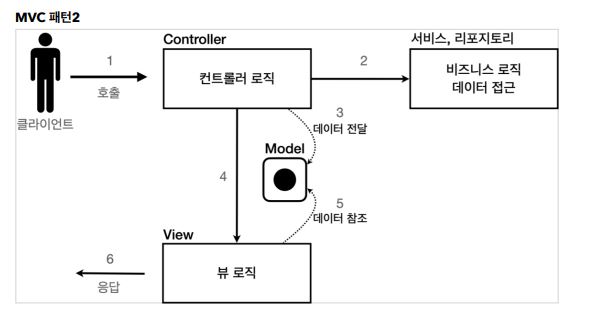 MVC 패턴2
Controller
서비스, 리포지토리
1
호출
클라이언트
컨트롤러 로직
2
비즈니스 로직
데이터 접근
3
데이터 전달
Model
4
5
데이터 참조
View
6
응답
뷰 로직